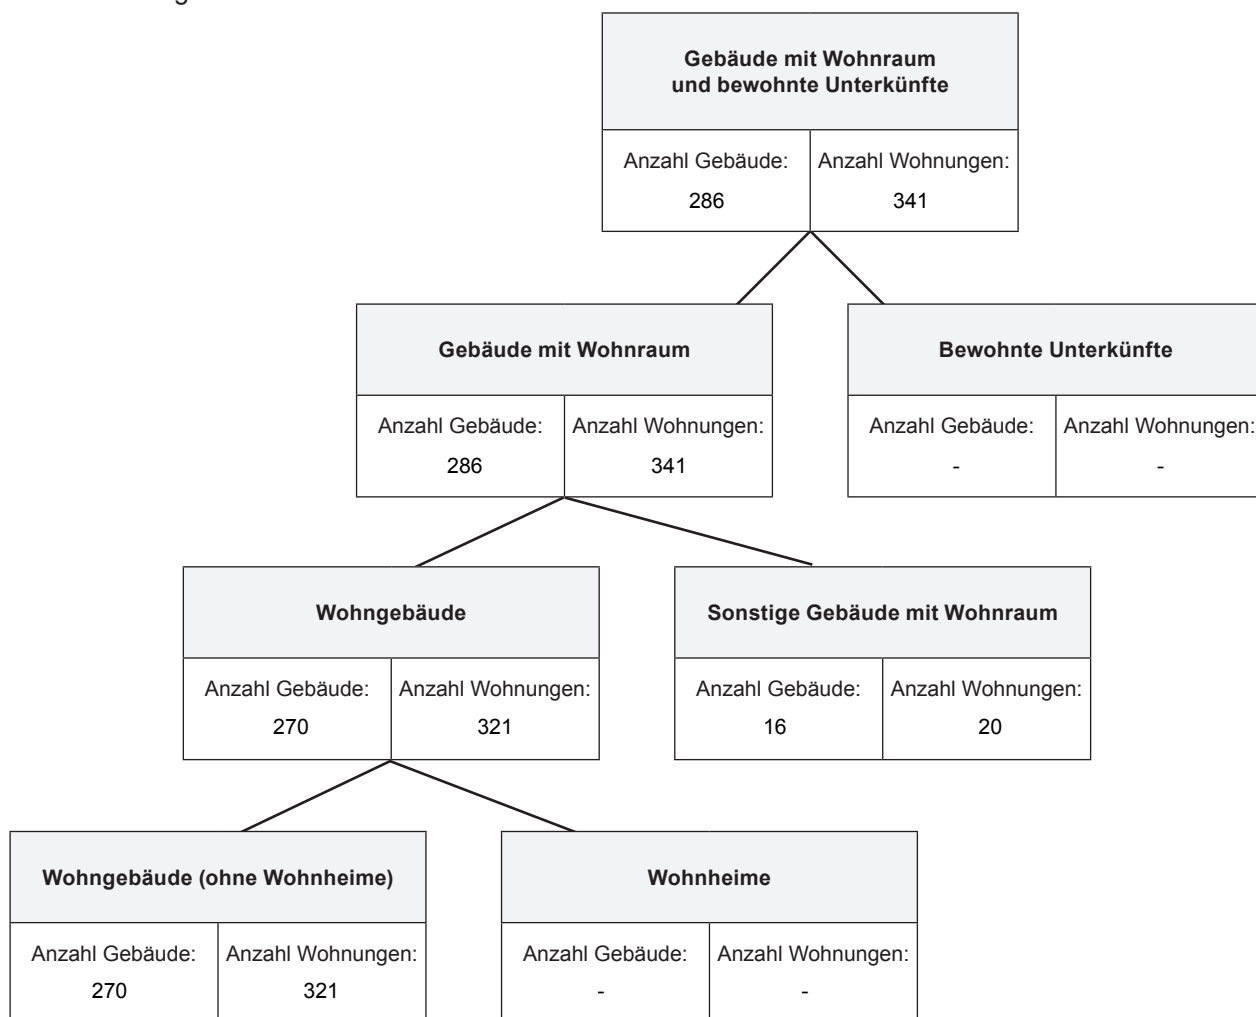 Gebäude mit Wohnraum
und bewohnte Unterkünfte
Anzahl Gebäude: Anzahl Wohnungen:
286 341
Gebäude mit Wohnraum Bewohnte Unterkünfte
Anzahl Gebäude: Anzahl Wohnungen: Anzahl Gebäude: Anzahl Wohnungen:
286 341 - -
Wohngebäude Sonstige Gebäude mit Wohnraum
Anzahl Gebäude: Anzahl Wohnungen: Anzahl Gebäude: Anzahl Wohnungen:
270 321 16 20
Wohngebäude (ohne Wohnheime) Wohnheime
Anzahl Gebäude: Anzahl Wohnungen: Anzahl Gebäude: Anzahl Wohnungen:
270 321 - -